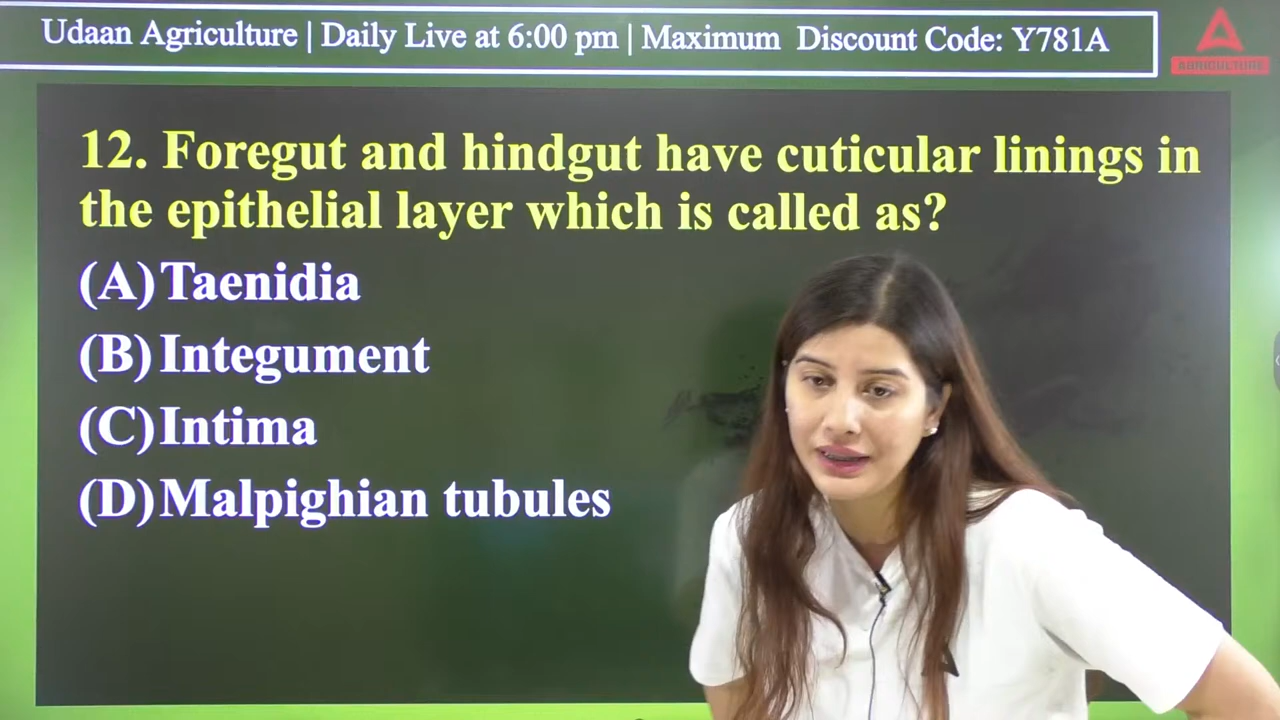 Udaan Agriculture | Daily Live at 6:00 pm | Maximum Discount Code: Y781A
AGRICULTURE
12. Foregut and hindgut have cuticular linings in
the epithelial layer which is called as?
(A) Taenidia
(B) Integument
(C) Intima
(D) Malpighian tubules